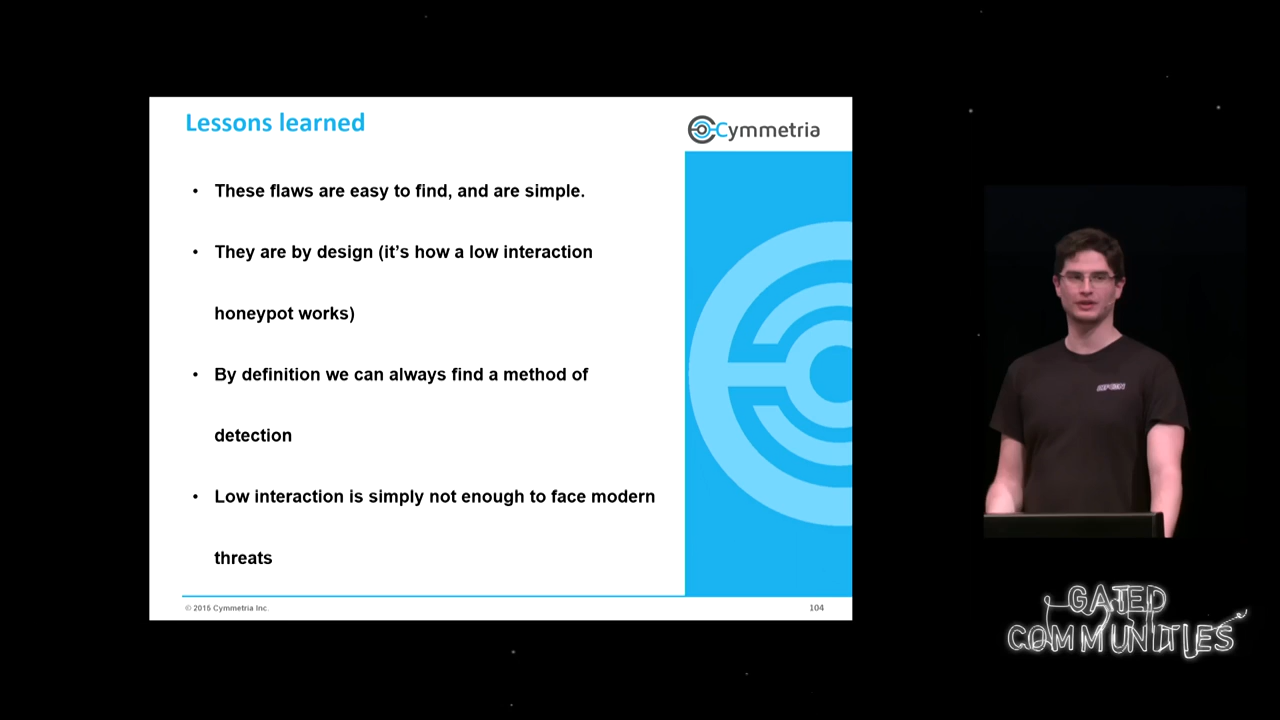 Lessons learned
Cymmetria
• These flaws are easy to find, and are simple.
• They are by design (it's how a low interaction
honeypot works)
• By definition we can always find a method of
detection
• Low interaction is simply not enough to face modern
threats
© 2015 Cymmetria Inc.
104
GATED
COMMUNITIES